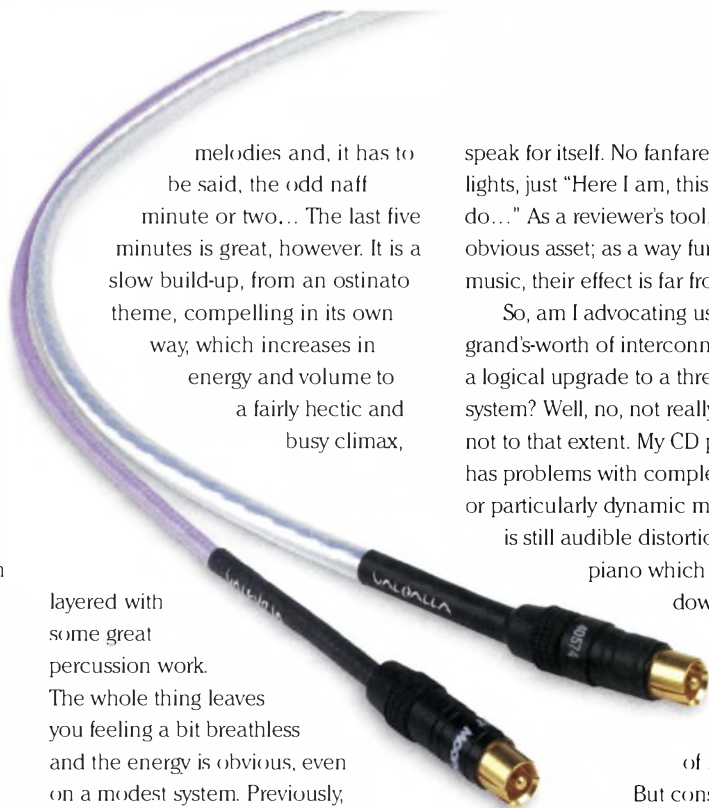 melodies and, it has to
be said, the odd naff
minute or two... The last five
minutes is great, however. It is a
slow build-up, from an ostinato
theme, compelling in its own
way, which increases in
energy and volume to
a fairly hectic and
busy climax,
layered with
some great
percussion work.
The whole thing leaves
you feeling a bit breathless
and the energy is obvious, even
on a modest system. Previously,
speak for itself. No fanfare
lights, just “Here I am, this
do…” As a reviewer's tool,
obvious asset; as a way fur
music, their effect is far fro
So, am I advocating us
grand's-worth of interconn
a logical upgrade to a thre
system? Well, no, not really
not to that extent. My CD p
has problems with comple
or particularly dynamic m
is still audible distortio
piano which
dow
of
But cons
VALHALLA
VALHALLA
40574